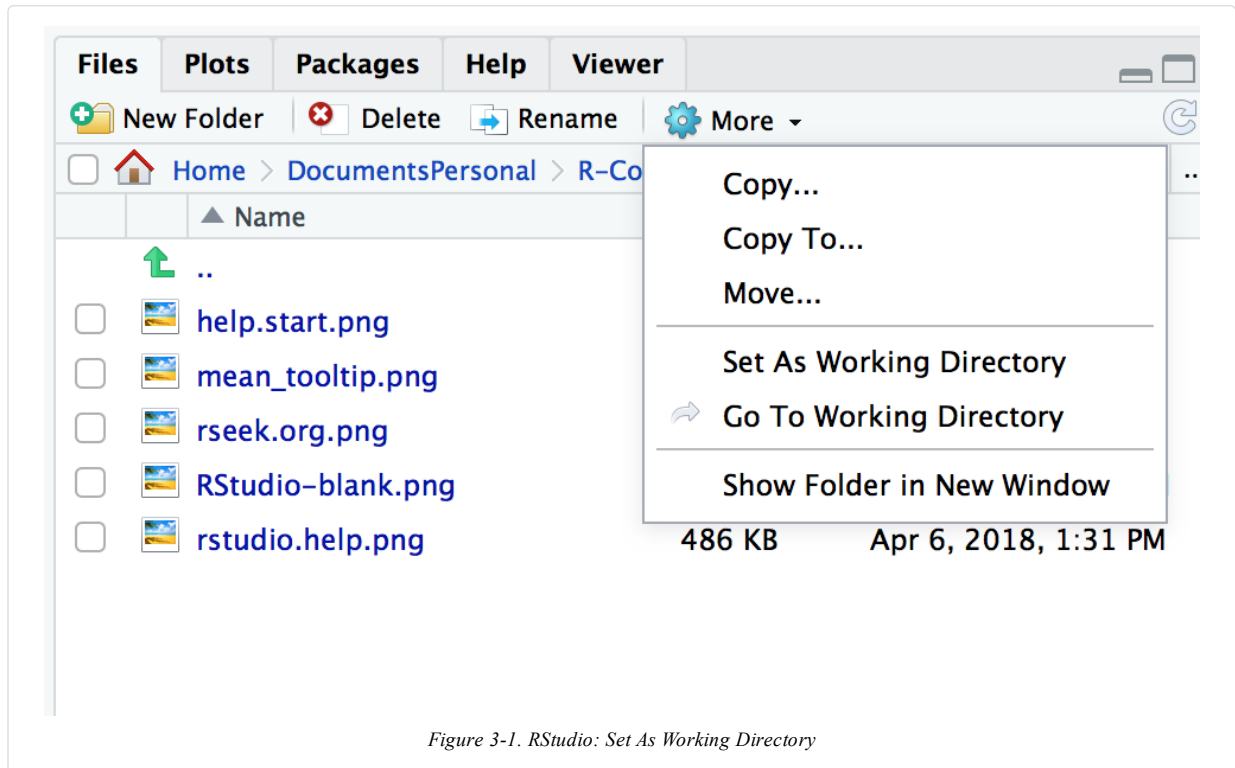 Files Plots Packages Help Viewer
New Folder Delete Rename More
Home > DocumentsPersonal > R-Co ..
Name
Copy...
Copy To...
Move...
Set As Working Directory
Go To Working Directory
Show Folder in New Window
..
help.start.png
mean_tooltip.png
rseek.org.png
RStudio-blank.png
rstudio.help.png 486 KB Apr 6, 2018, 1:31 PM
Figure 3-1. RStudio: Set As Working Directory